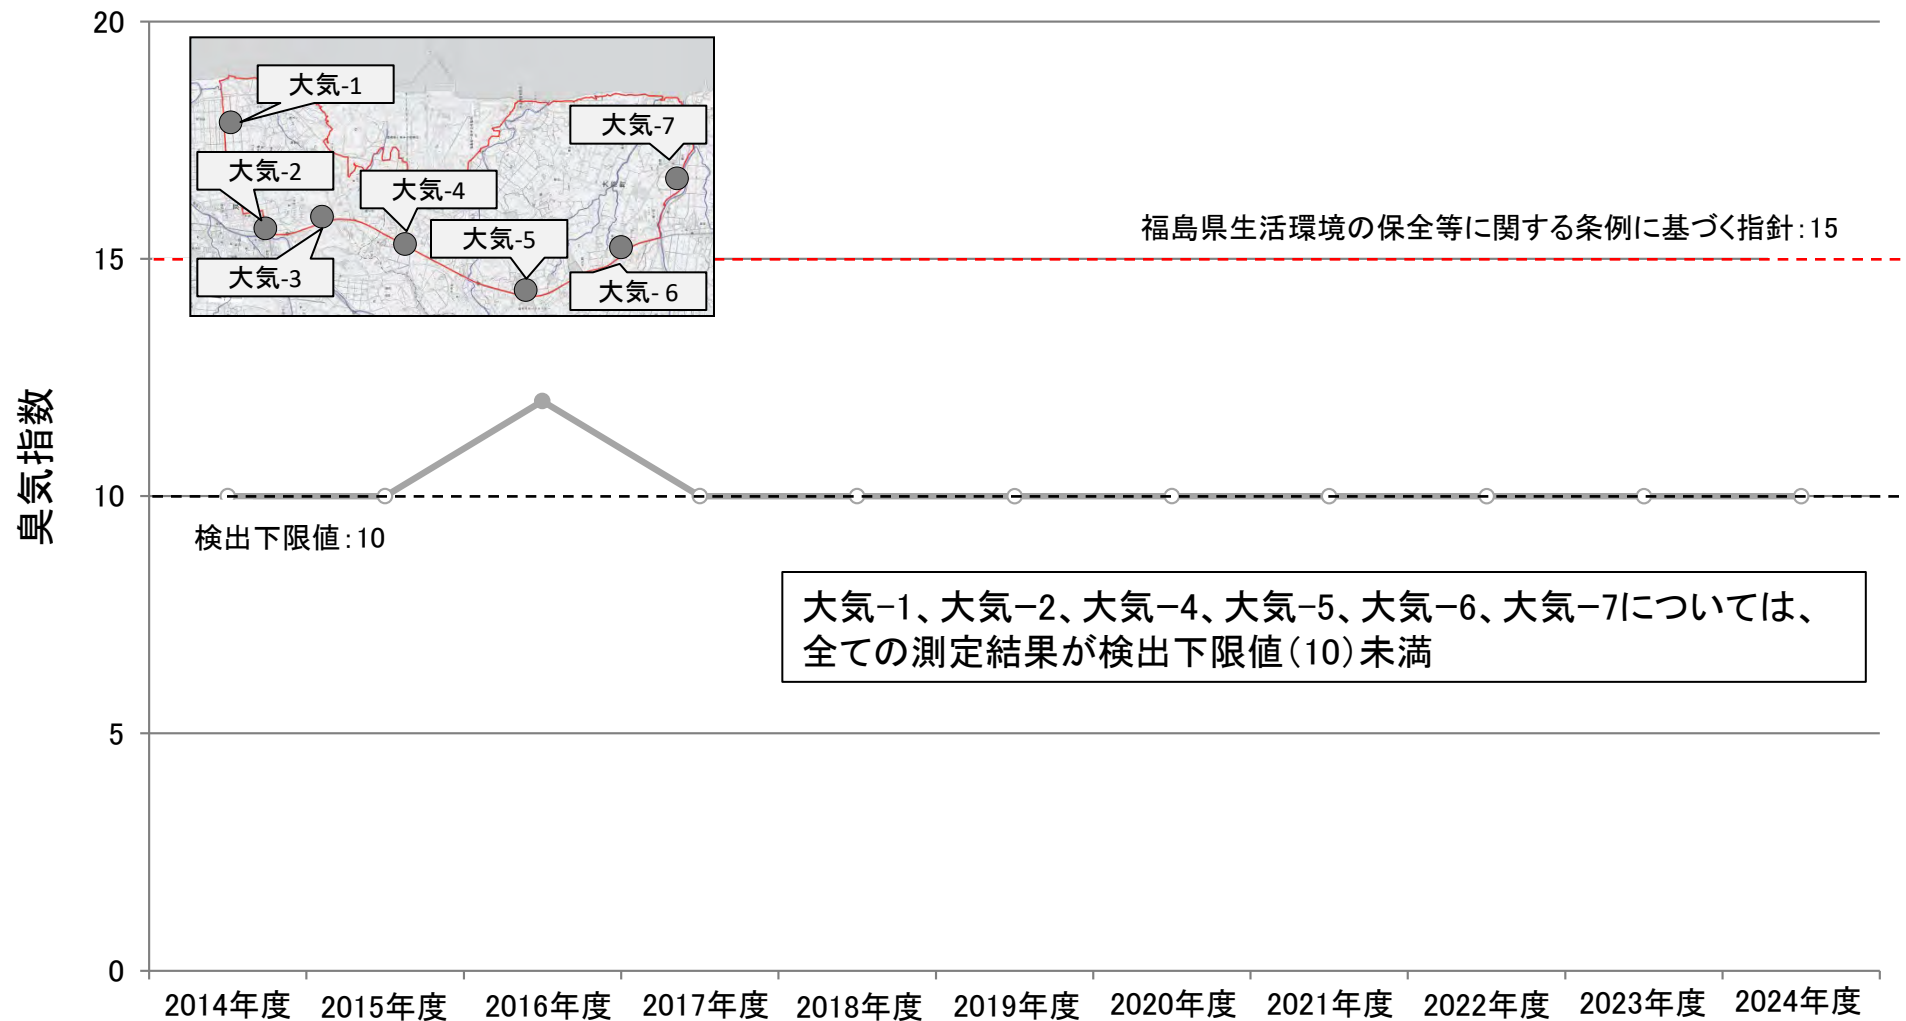 臭気指数
20
15
10
5
0
大気-1
大気-2
大気-3
大気-4
大気-5
大気-6
大気-7
福島県生活環境の保全等に関する条例に基づく指針:15
検出下限値:10
大気-1、大気-2、大気-4、大気-5、大気-6、大気-7については、
全ての測定結果が検出下限値(10)未満
2014年度 2015年度 2016年度 2017年度 2018年度 2019年度 2020年度 2021年度 2022年度 2023年度 2024年度